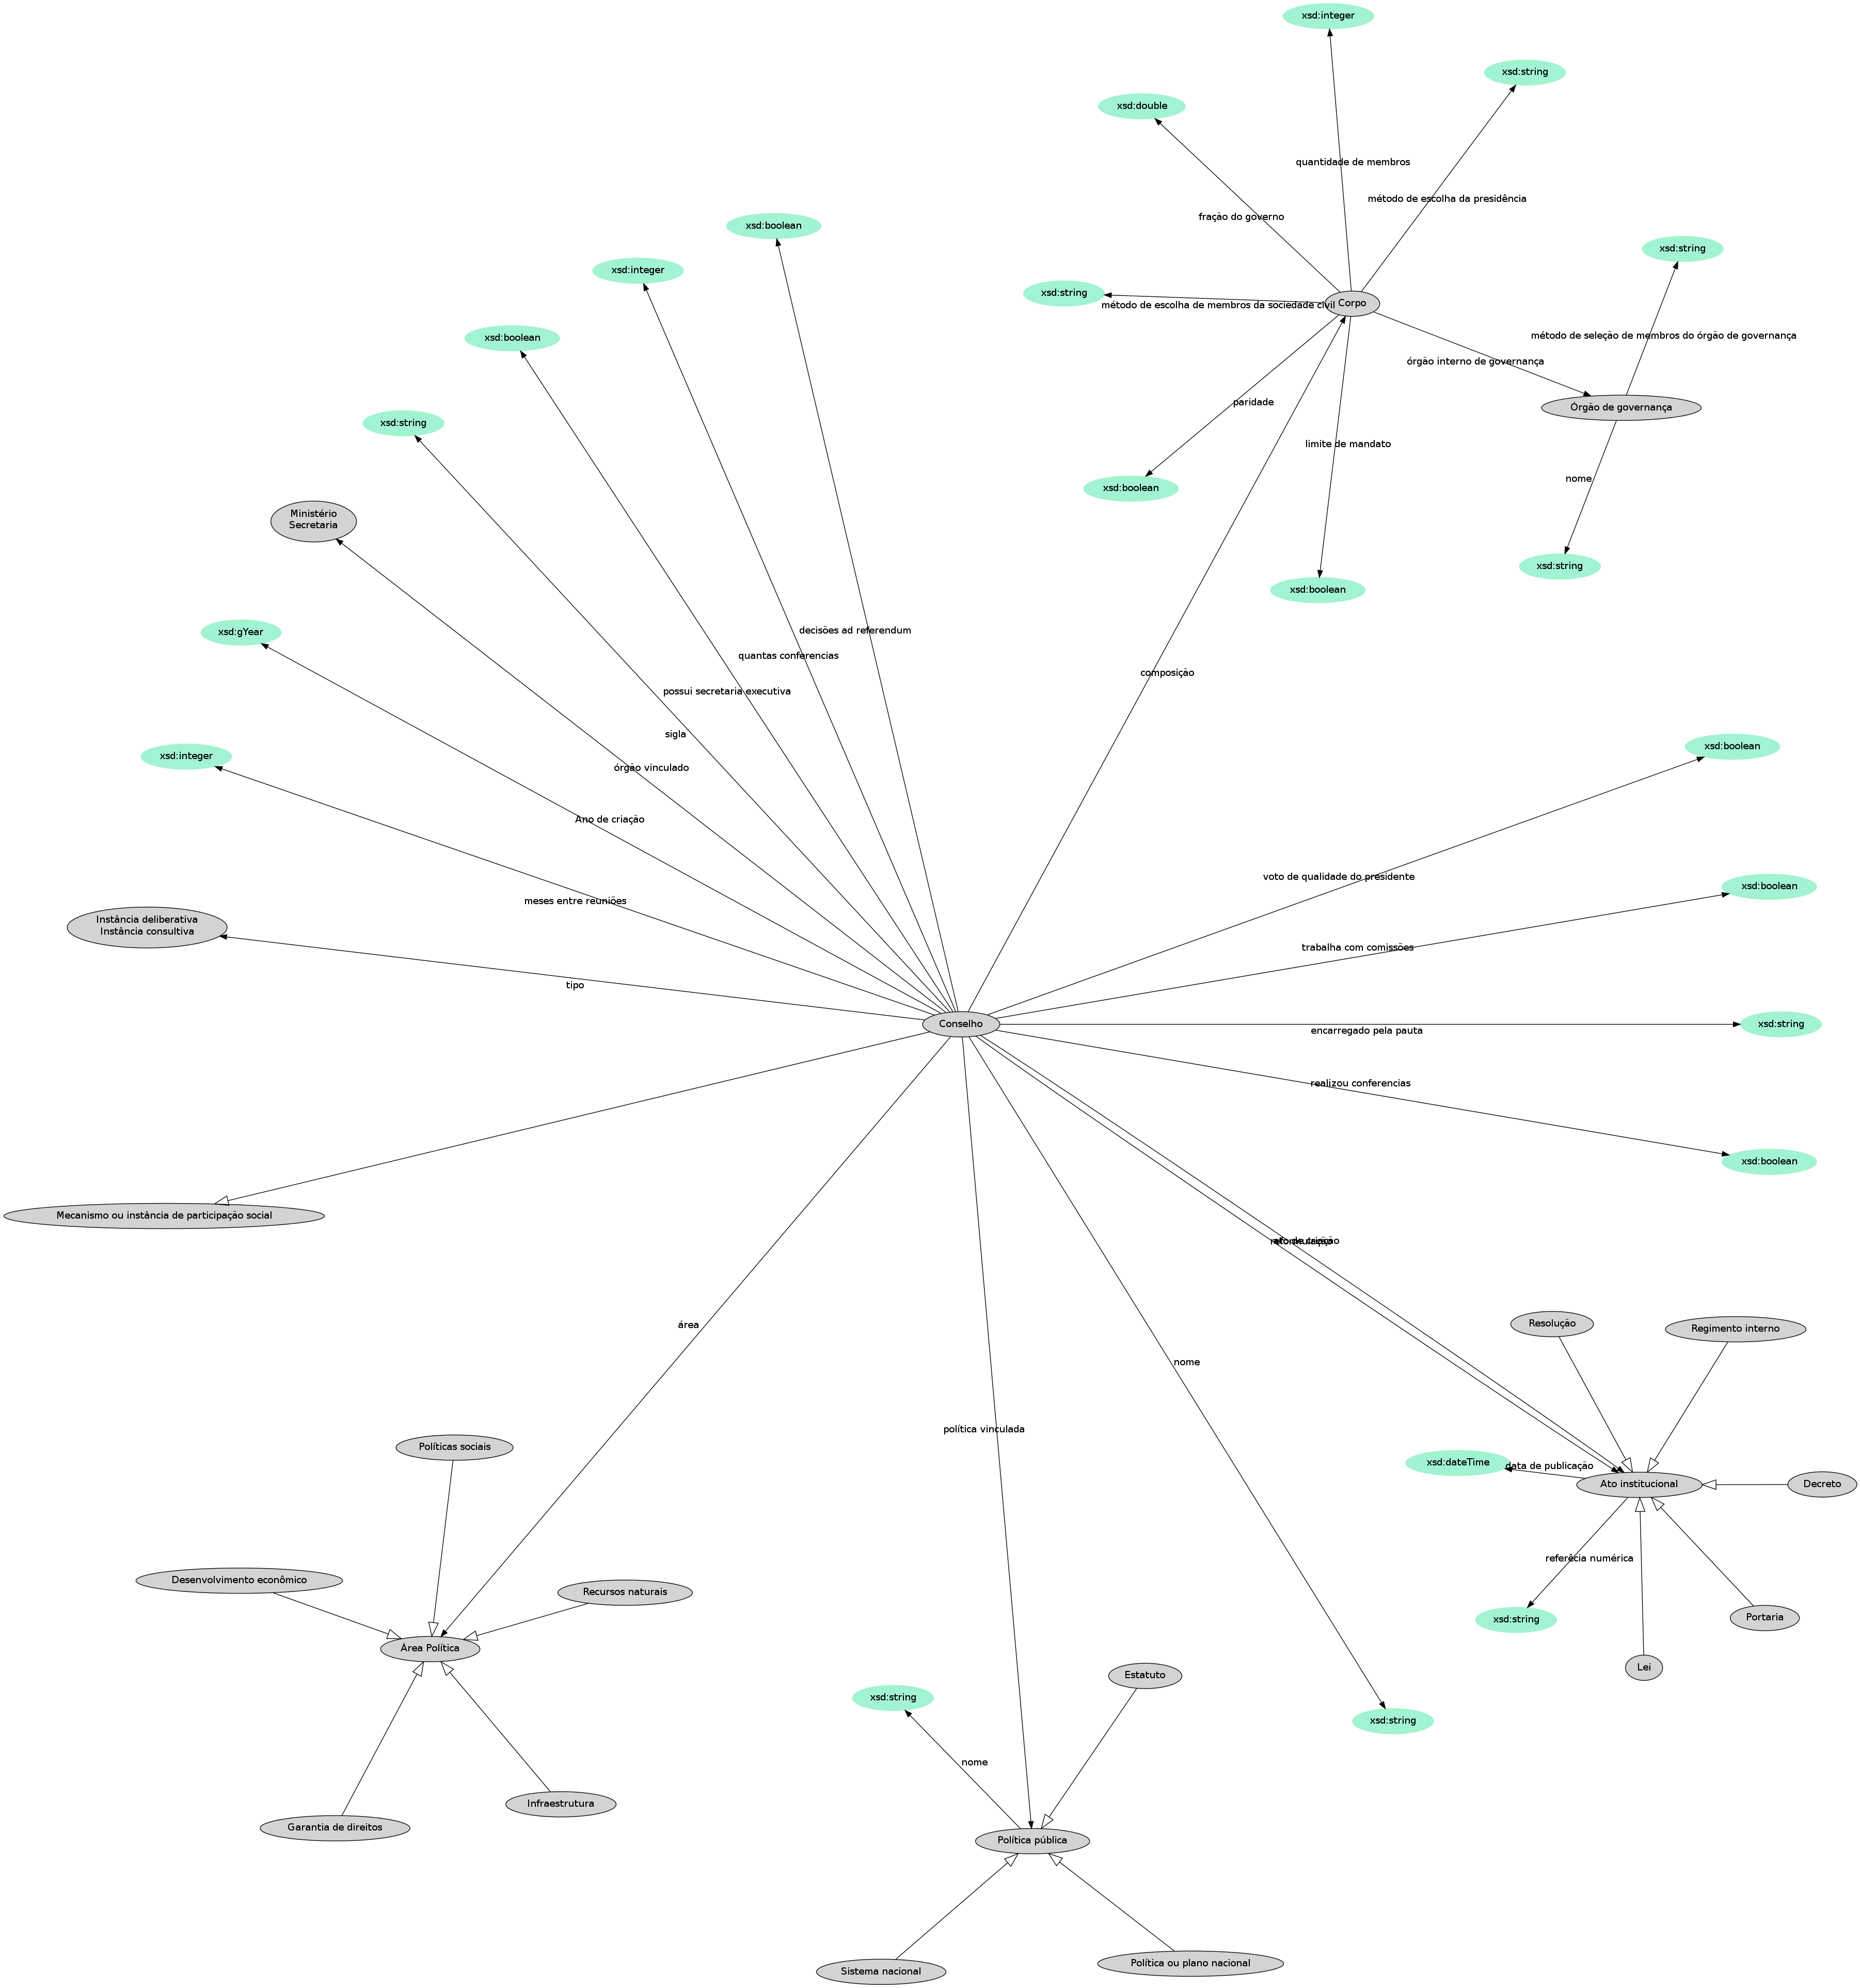 xsd:integer
xsd:string
xsd:double
quantidade de membros
método de escolha da presidência
fração do governo
xsd:boolean
xsd:string
xsd:integer
xsd:string
Corpo
método de escolha de membros da sociedade civil
xsd:boolean
método de seleção de membros do órgão de governança
órgão interno de governança
paridade
Órgão de governança
xsd:string
limite de mandato
nome
xsd:boolean
Ministério
Secretaria
xsd:string
xsd:boolean
xsd:gYear
decisões ad referendum
quantas conferencias
composição
possui secretaria executiva
sigla
xsd:boolean
xsd:integer
órgão vinculado
Ano de criação
voto de qualidade do presidente
xsd:boolean
meses entre reuniões
Instância deliberativa
Instância consultiva
trabalha com comissões
tipo
Conselho
xsd:string
encarregado pela pauta
realizou conferencias
xsd:boolean
Mecanismo ou instância de participação social
área
Resolução
Regimento interno
nome
política vinculada
Políticas sociais
xsd:dateTime
data de publicação
Ato institucional
Decreto
referêcia numérica
Desenvolvimento econômico
Recursos naturais
xsd:string
Portaria
Área Política
Lei
Estatuto
xsd:string
xsd:string
nome
Infraestrutura
Garantia de direitos
Política pública
Política ou plano nacional
Sistema nacional